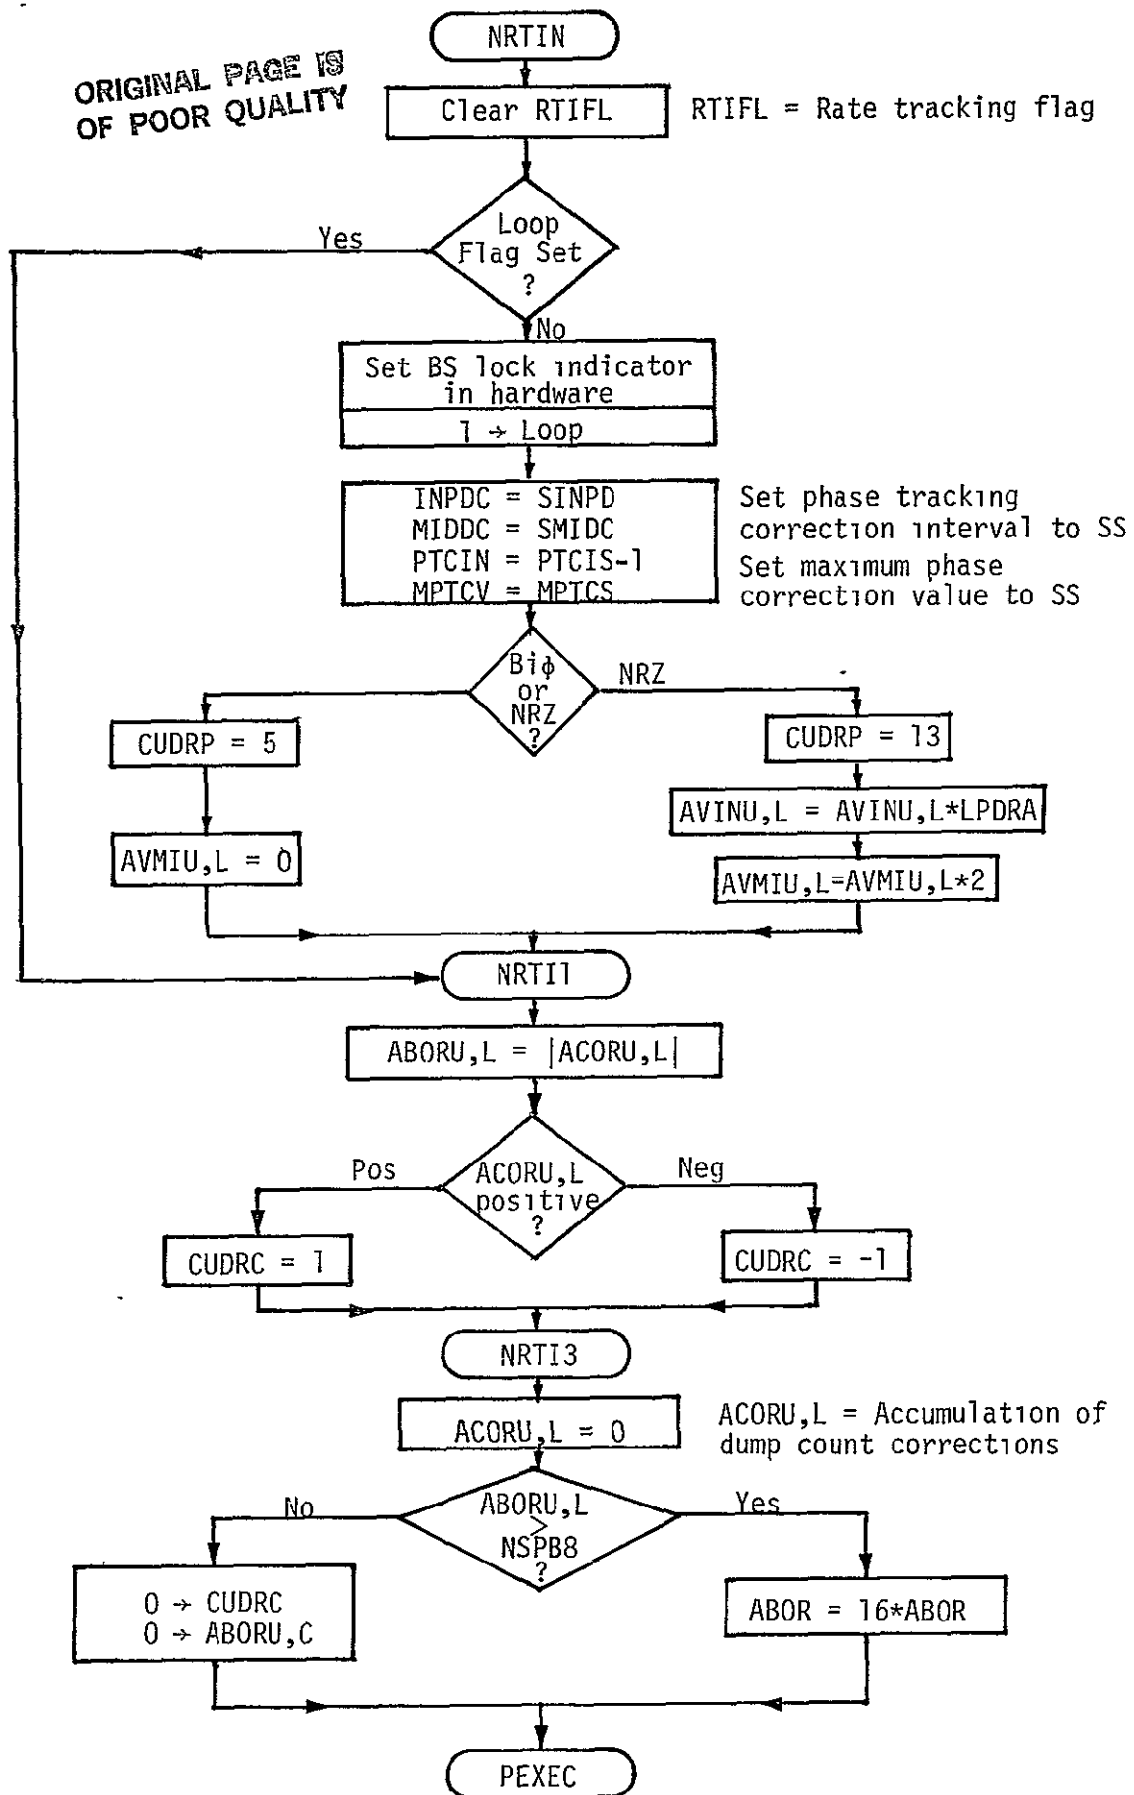 NRTIN
ORIGINAL PAGE IS
OF POOR QUALITY
Clear RTIFL
RTIFL = Rate tracking flag
Loop
Flag Set
?
Yes
No
Set BS lock indicator
in hardware
1 → Loop
INPDC = SINPD
MIDDC = SMIDC
PTCIN = PTCIS-1
MPTCV = MPTCS
Set phase tracking
correction interval to SS
Set maximum phase
correction value to SS
Biϕ
or
NRZ
?
NRZ
CUDRP = 5
CUDRP = 13
AVINU,L = AVINU,L*LPDRA
AVMIU,L = 0
AVMIU,L=AVMIU,L*2
NRTI1
ABORU,L = |ACORU,L|
Pos
ACORU,L
positive
?
Neg
CUDRC = 1
CUDRC = -1
NRTI3
ACORU,L = 0
ACORU,L = Accumulation of
dump count corrections
No
ABORU,L
>
NSPB8
?
Yes
0 → CUDRC
0 → ABORU,C
ABOR = 16*ABOR
PEXEC